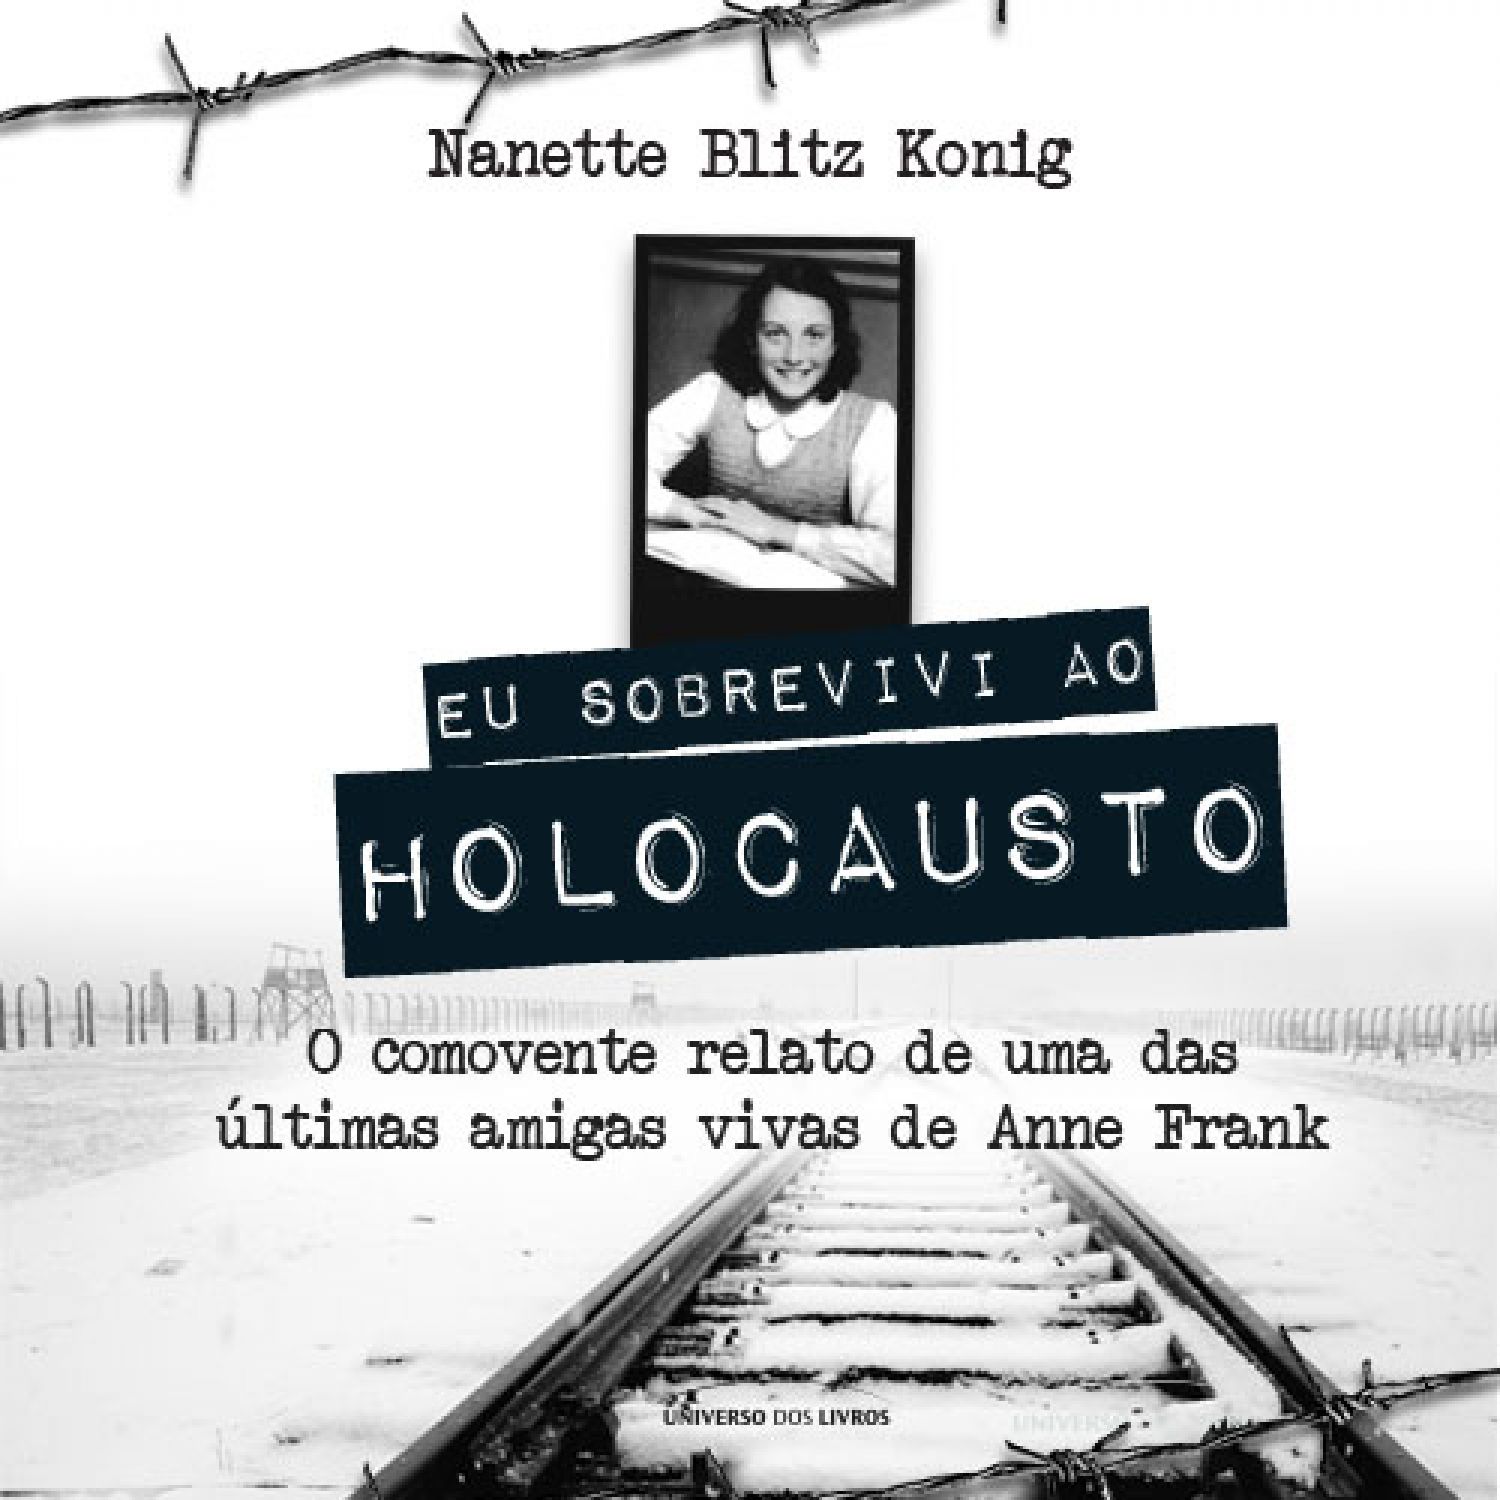 Nanette Blitz Konig
EU SOBREVIVI AO
HOLOCAUSTO
O comovente relato de uma das
últimas amigas vivas de Anne Frank
UNIVERSO DOS LIVROS